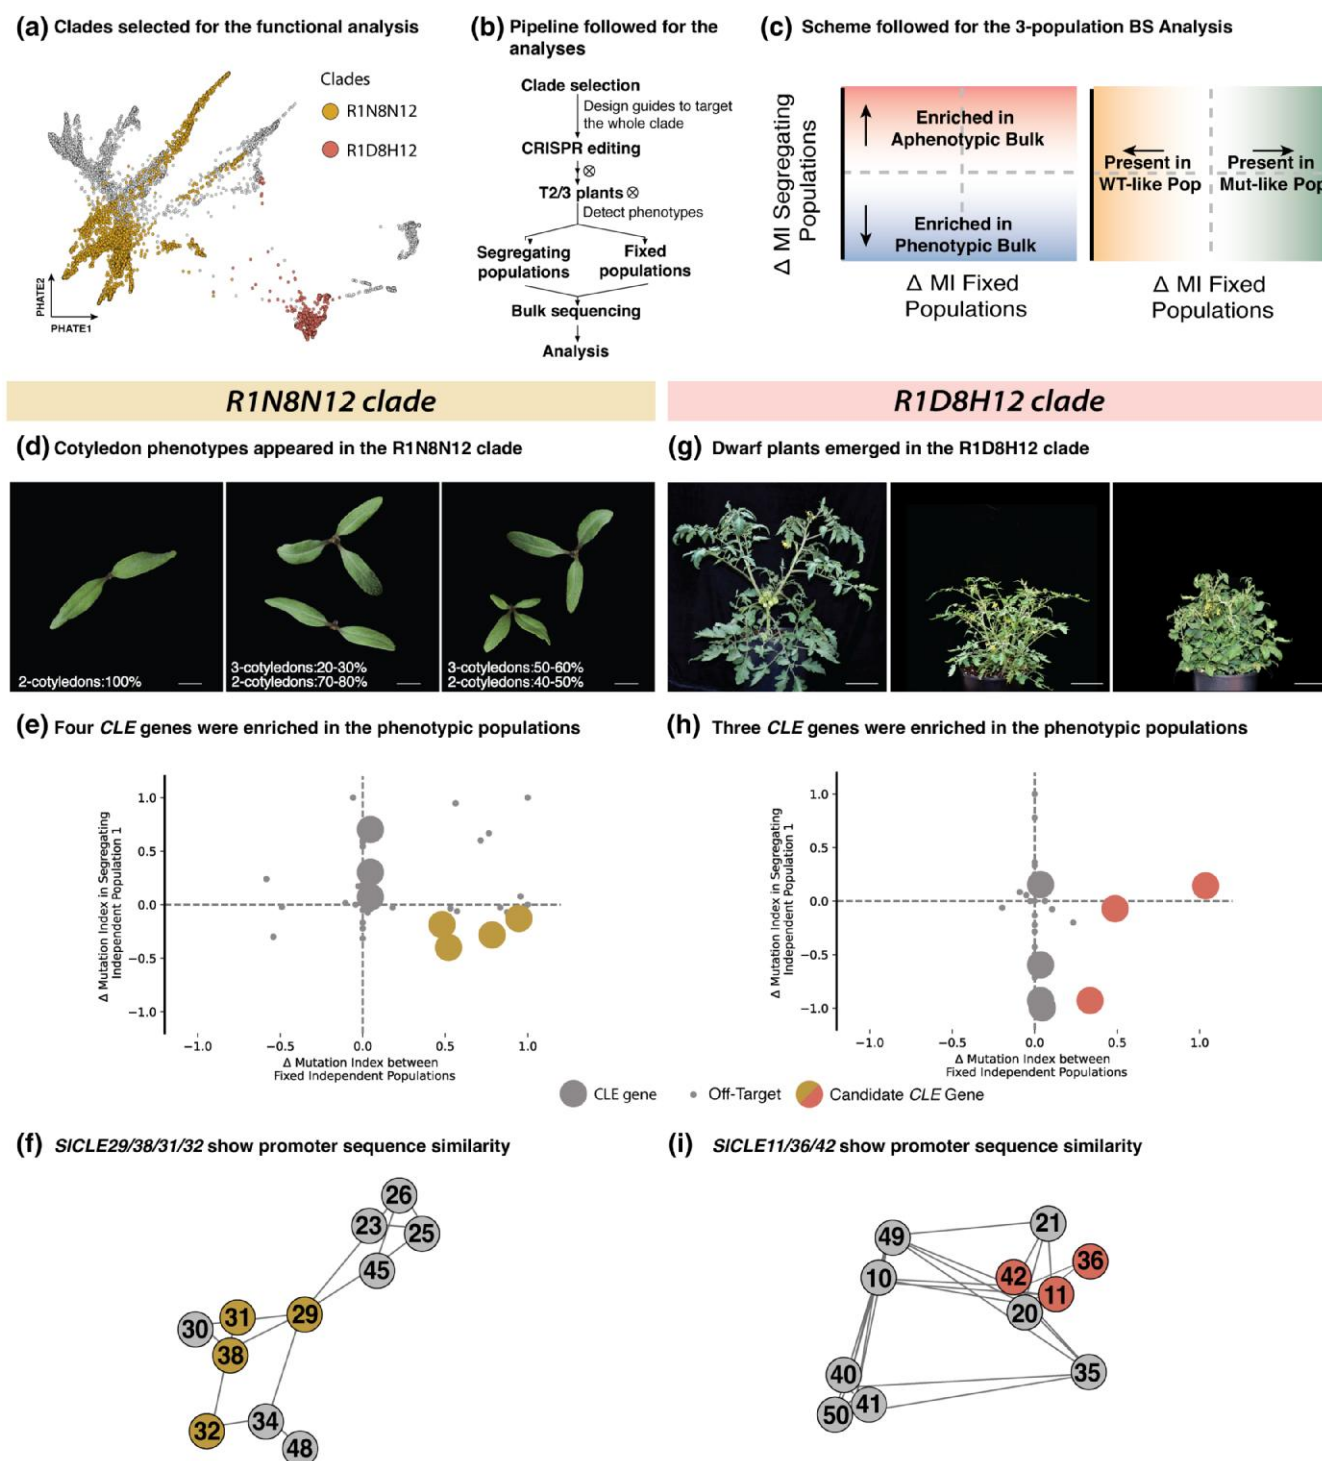 (a) Clades selected for the functional analysis
Clades
R1N8N12
R1D8H12
PHATE2
PHATE1
(b) Pipeline followed for the
analyses
Clade selection
Design guides to target
the whole clade
CRISPR editing
⊗
T2/3 plants ⊗
Detect phenotypes
Segregating
populations
Fixed
populations
Bulk sequencing
Analysis
(c) Scheme followed for the 3-population BS Analysis
Δ MI Segregating
Populations
Enriched in
Aphenotypic Bulk
Enriched in
Phenotypic Bulk
Δ MI Fixed
Populations
Present in
WT-like Pop
Present in
Mut-like Pop
Δ MI Fixed
Populations
R1N8N12 clade
R1D8H12 clade
(d) Cotyledon phenotypes appeared in the R1N8N12 clade
2-cotyledons:100%
3-cotyledons:20-30%
2-cotyledons:70-80%
3-cotyledons:50-60%
2-cotyledons:40-50%
(g) Dwarf plants emerged in the R1D8H12 clade
(e) Four CLE genes were enriched in the phenotypic populations
Δ Mutation Index in Segregating
Independent Population 1
1.0
0.5
0.0
−0.5
−1.0
−1.0 −0.5 0.0 0.5 1.0
Δ Mutation Index between
Fixed Independent Populations
(h) Three CLE genes were enriched in the phenotypic populations
Δ Mutation Index in Segregating
Independent Population 1
1.0
0.5
0.0
−0.5
−1.0
−1.0 −0.5 0.0 0.5 1.0
Δ Mutation Index between
Fixed Independent Populations
CLE gene Off-Target Candidate CLE Gene
(f) SlCLE29/38/31/32 show promoter sequence similarity
26
23
25
45
29
31
30
38
32
34
48
(i) SlCLE11/36/42 show promoter sequence similarity
21
49
36
42
10
11
20
35
40
41
50